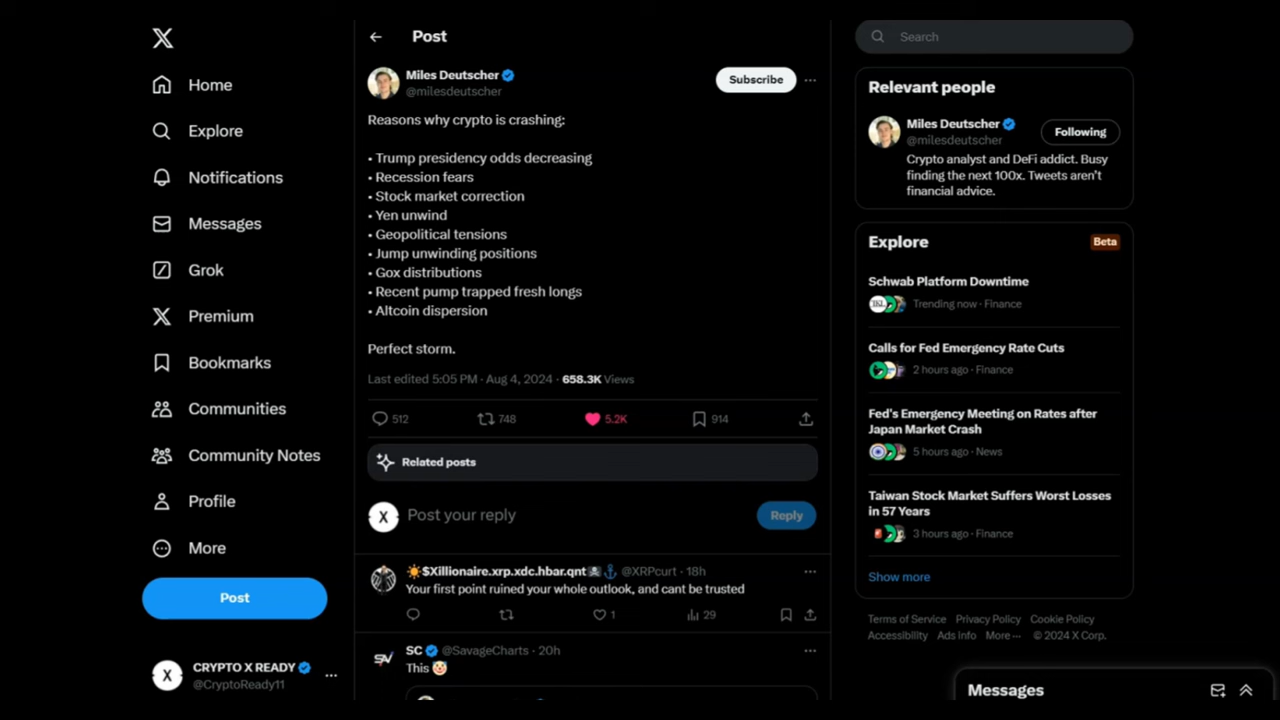 Home
Explore
Notifications
Messages
Grok
Premium
Bookmarks
Communities
Community Notes
Profile
More
Post
CRYPTO X READY
@CryptoReady11
Post
Miles Deutscher
@milesdeutscher
Subscribe
Reasons why crypto is crashing:
• Trump presidency odds decreasing
• Recession fears
• Stock market correction
• Yen unwind
• Geopolitical tensions
• Jump unwinding positions
• Gox distributions
• Recent pump trapped fresh longs
• Altcoin dispersion
Perfect storm.
Last edited 5:05 PM · Aug 4, 2024 · 658.3K Views
512 748 5.2K 914
Related posts
X Post your reply
Reply
☀️$Xillionaire.xrp.xdc.hbar.qnt🏴‍☠️⚓ @XRPcurt · 18h
Your first point ruined your whole outlook, and cant be trusted
1 29
SC @SavageCharts · 20h
This 🤡
Search
Relevant people
Miles Deutscher
@milesdeutscher
Following
Crypto analyst and DeFi addict. Busy
finding the next 100x. Tweets aren't
financial advice.
Explore
Beta
Schwab Platform Downtime
Trending now · Finance
Calls for Fed Emergency Rate Cuts
2 hours ago · Finance
Fed's Emergency Meeting on Rates after
Japan Market Crash
5 hours ago · News
Taiwan Stock Market Suffers Worst Losses
in 57 Years
3 hours ago · Finance
Show more
Terms of Service Privacy Policy Cookie Policy
Accessibility Ads info More··· © 2024 X Corp.
Messages